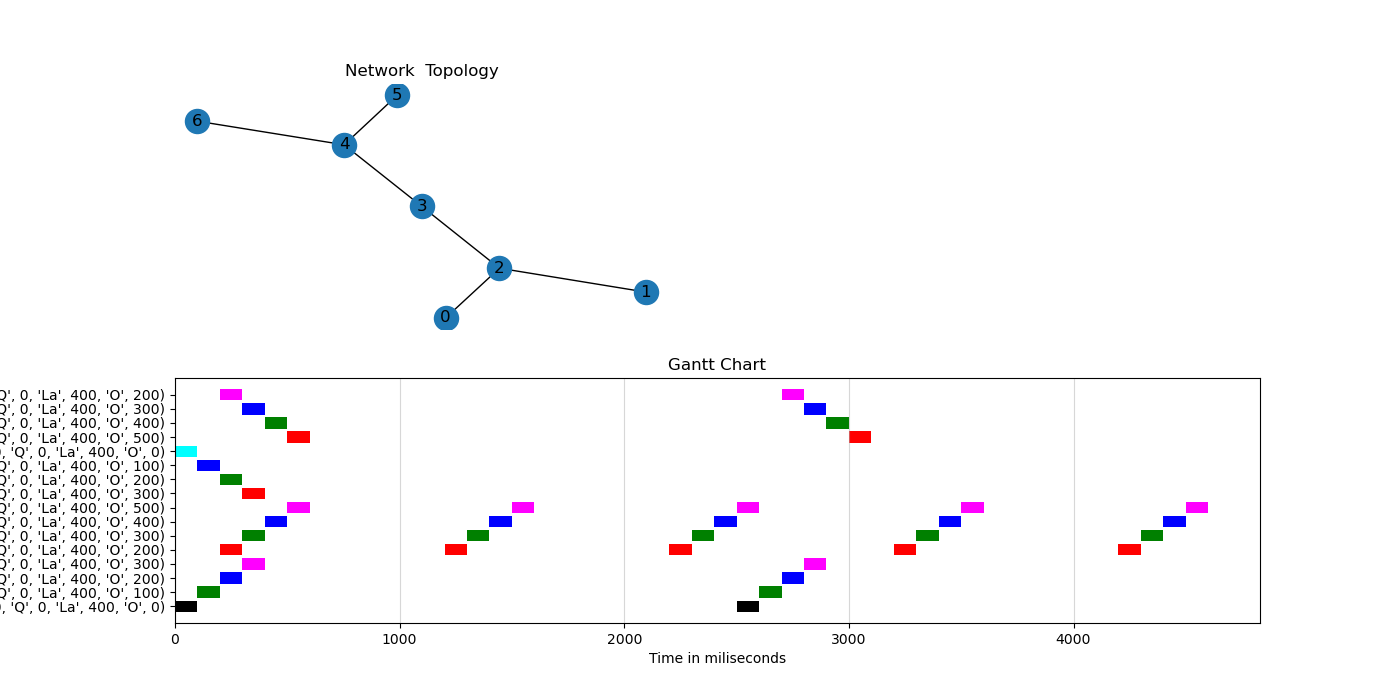 Network  Topology
5
6
4
3
2
1
0
Gantt Chart
Q', 0, 'La', 400, 'O', 200)
Q', 0, 'La', 400, 'O', 300)
Q', 0, 'La', 400, 'O', 400)
Q', 0, 'La', 400, 'O', 500)
0, 'Q', 0, 'La', 400, 'O', 0)
Q', 0, 'La', 400, 'O', 100)
Q', 0, 'La', 400, 'O', 200)
Q', 0, 'La', 400, 'O', 300)
Q', 0, 'La', 400, 'O', 500)
Q', 0, 'La', 400, 'O', 400)
Q', 0, 'La', 400, 'O', 300)
Q', 0, 'La', 400, 'O', 200)
Q', 0, 'La', 400, 'O', 300)
Q', 0, 'La', 400, 'O', 200)
Q', 0, 'La', 400, 'O', 100)
0, 'Q', 0, 'La', 400, 'O', 0)
0 1000 2000 3000 4000
Time in miliseconds